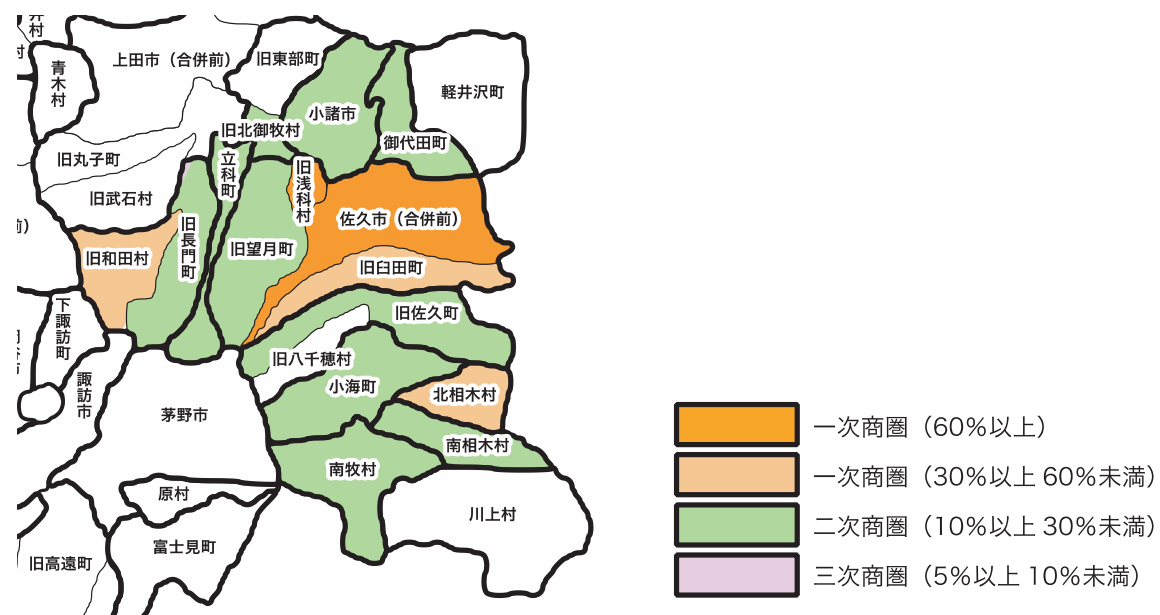 井
村
村
青木村
上田市（合併前）
旧東部町
軽井沢町
小諸市
旧北御牧村
御代田町
旧丸子町
立科町
旧浅科村
旧武石村
前）
佐久市（合併前）
旧長門町
旧望月町
旧和田村
旧臼田町
下諏訪町
旧佐久町
旧八千穂村
諏訪市
小海町
北相木村
茅野市
南相木村
南牧村
原村
川上村
富士見町
旧高遠町
一次商圏（60％以上）
一次商圏（30％以上 60％未満）
二次商圏（10％以上 30％未満）
三次商圏（5％以上 10％未満）